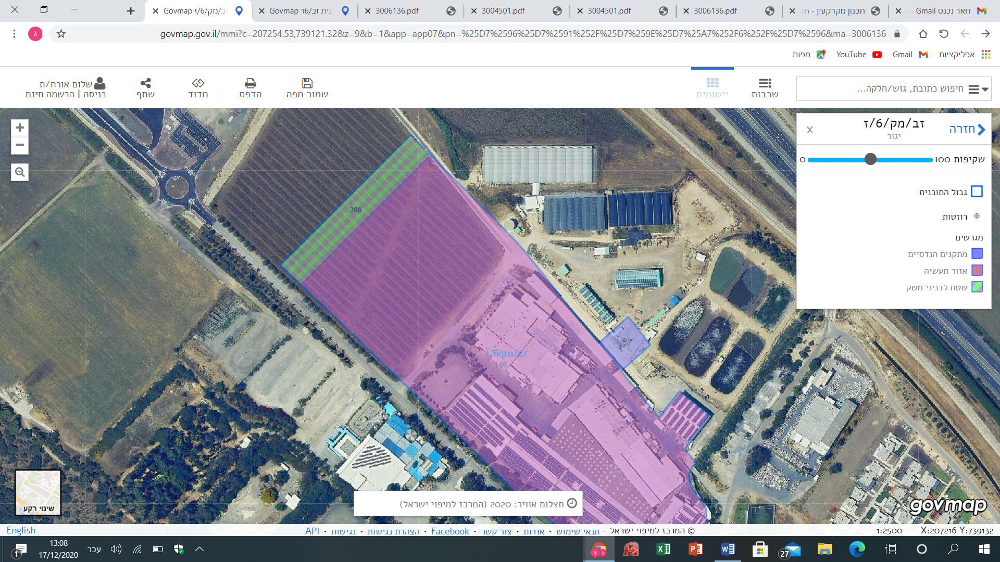 Govmap זב/מק/6/ז
Govmap נית זב/6ד
3006136.pdf
3004501.pdf
3004501.pdf
3006136.pdf
תכנון מקרקעין - תו
דואר נכנס - Gmail
govmap.gov.il/mmi?c=207254.53,739121.32&z=9&b=1&app=app07&pn=%25D7%2596%25D7%2591%252F%25D7%259E%25D7%25A7%252F6%252F%25D7%2596&ma=3006136
ג
אפליקציות
Gmail
YouTube
מפות
חיפוש כתובת, גוש/חלקה...
שכבות
יישומים
שמור מפה
הדפס
מדוד
שתף
שלום אורח/ת
כניסה | הרשמה חינם
חזרה
זב/מק/6/ז
x
יגור
שקיפות 100
0
גבול התוכנית
רוזטות
מגרשים
מתקנים הנדסיים
אזור תעשיה
שטח לבניני משק
300
זב/מק/6/ז
100
שינוי רקע
תצלום אוויר: 2020 (המרכז למיפוי ישראל)
govmap
English
© המרכז למיפוי ישראל - תנאי שימוש • אודות • צור קשר • Facebook • הצהרת נגישות • נגישות • API
1:2500
X:207216 Y:739132
1
13:08
17/12/2020
עבר
27